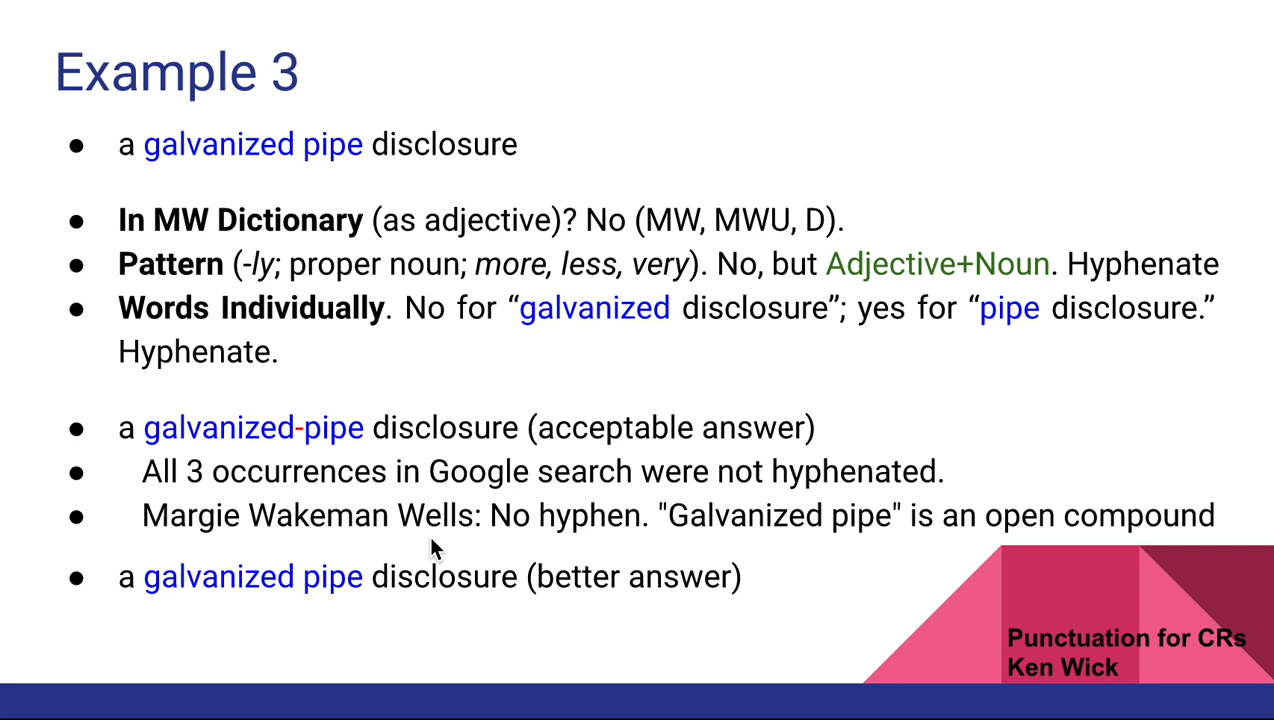 Example 3
● a galvanized pipe disclosure
● In MW Dictionary (as adjective)? No (MW, MWU, D).
● Pattern (-ly; proper noun; more, less, very). No, but Adjective+Noun. Hyphenate
● Words Individually. No for “galvanized disclosure”; yes for “pipe disclosure.”
Hyphenate.
● a galvanized-pipe disclosure (acceptable answer)
● All 3 occurrences in Google search were not hyphenated.
● Margie Wakeman Wells: No hyphen. "Galvanized pipe" is an open compound
● a galvanized pipe disclosure (better answer)
Punctuation for CRs
Ken Wick